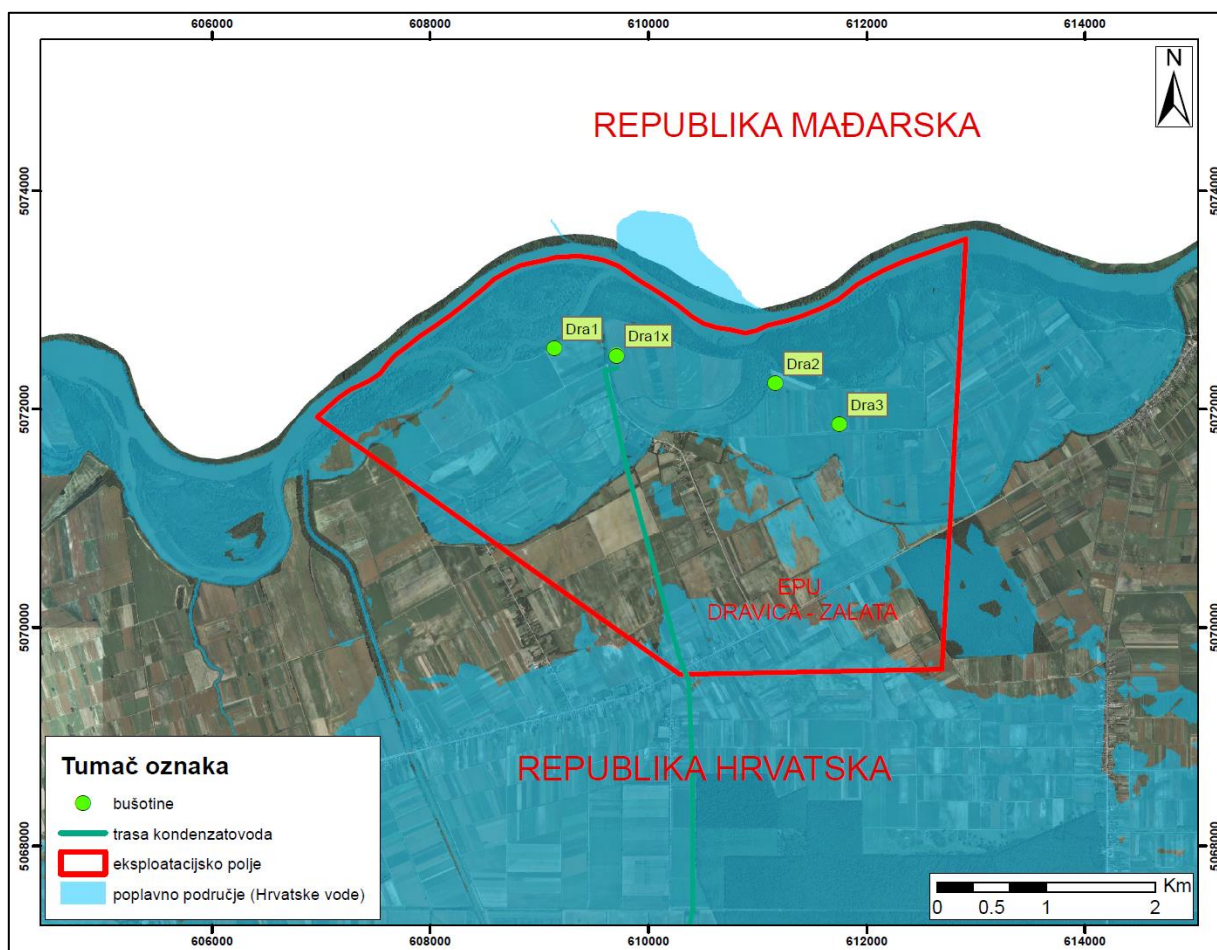 606000 608000 610000 612000 614000
N
REPUBLIKA MAĐARSKA
5074000 5074000
Dra1
Dra1x
Dra2
5072000 5072000
Dra3
5070000 5070000
EPU
DRAVICA - ZALATA
REPUBLIKA HRVATSKA
5068000 5068000
Tumač oznaka
bušotine
trasa kondenzatovoda
eksploatacijsko polje
poplavno područje (Hrvatske vode)
Km
0 0.5 1 2
606000 608000 610000 612000 614000